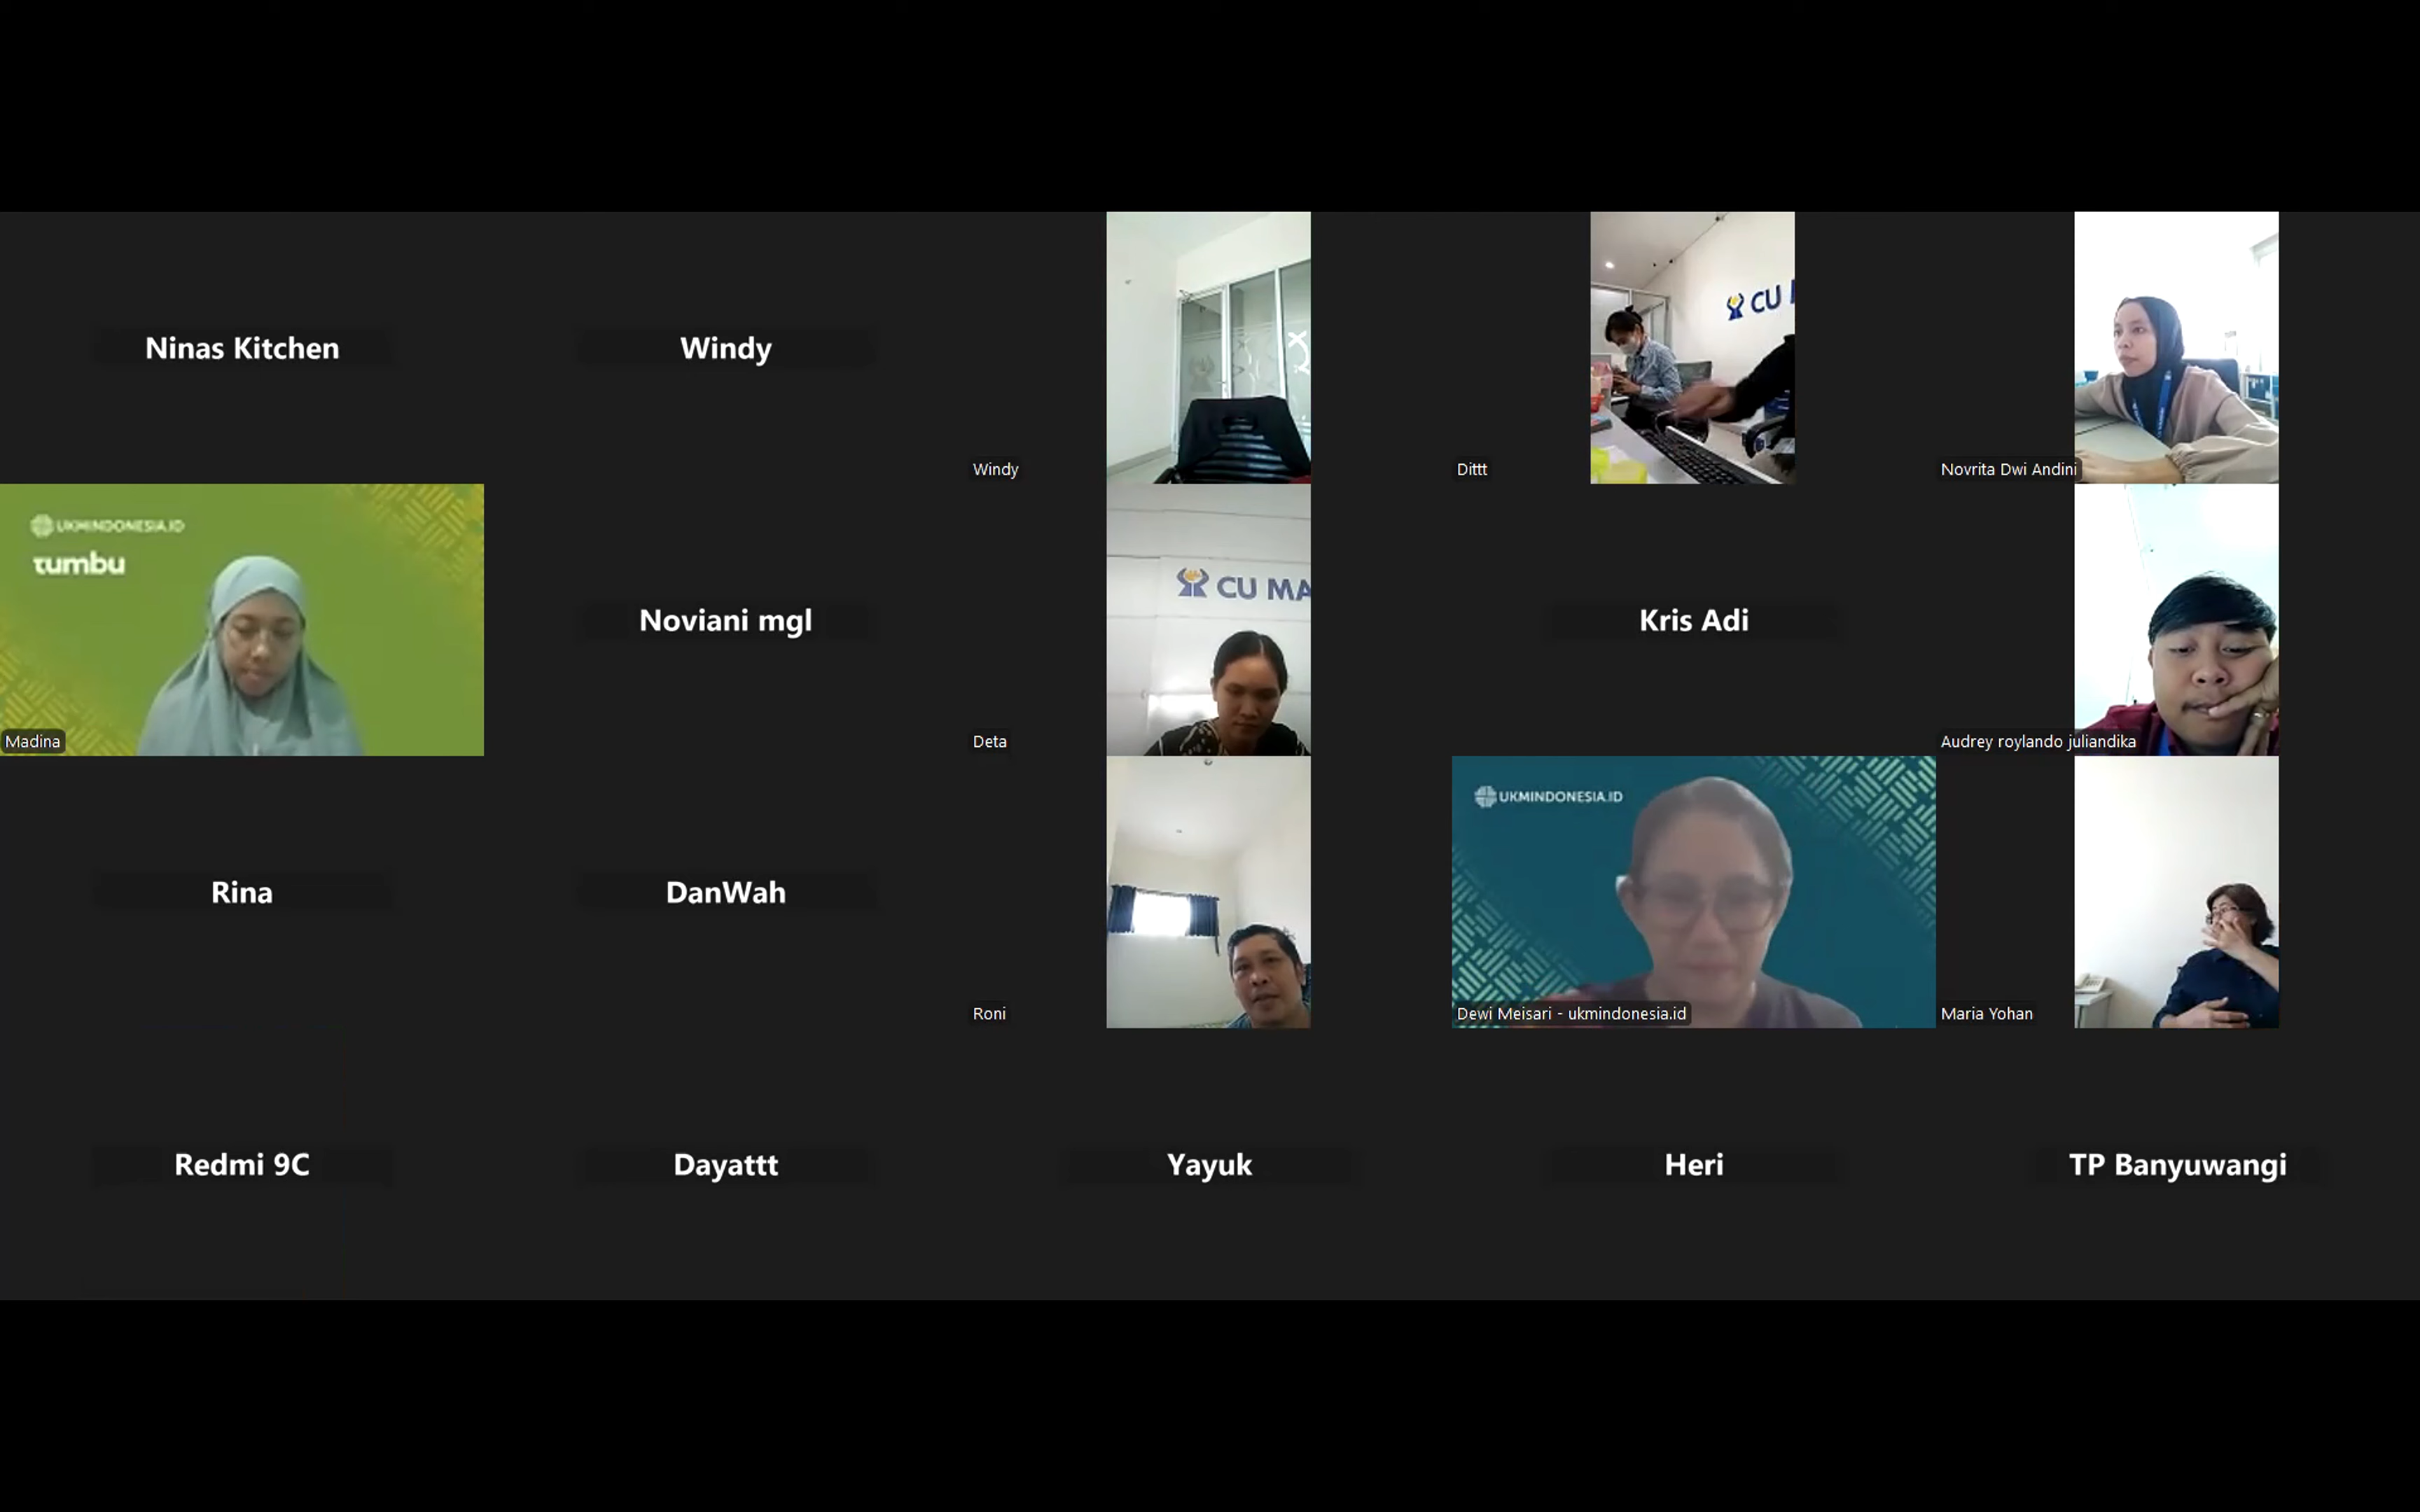 Ninas Kitchen
Windy
Windy
CU
Dittt
Novrita Dwi Andini
UKMINDONESIA.ID
tumbu
Madina
Noviani mgl
CU MA
Deta
Kris Adi
Audrey roylando juliandika
Rina
DanWah
Roni
UKMINDONESIA.ID
Dewi Meisari - ukmindonesia.id
Maria Yohan
Redmi 9C
Dayattt
Yayuk
Heri
TP Banyuwangi